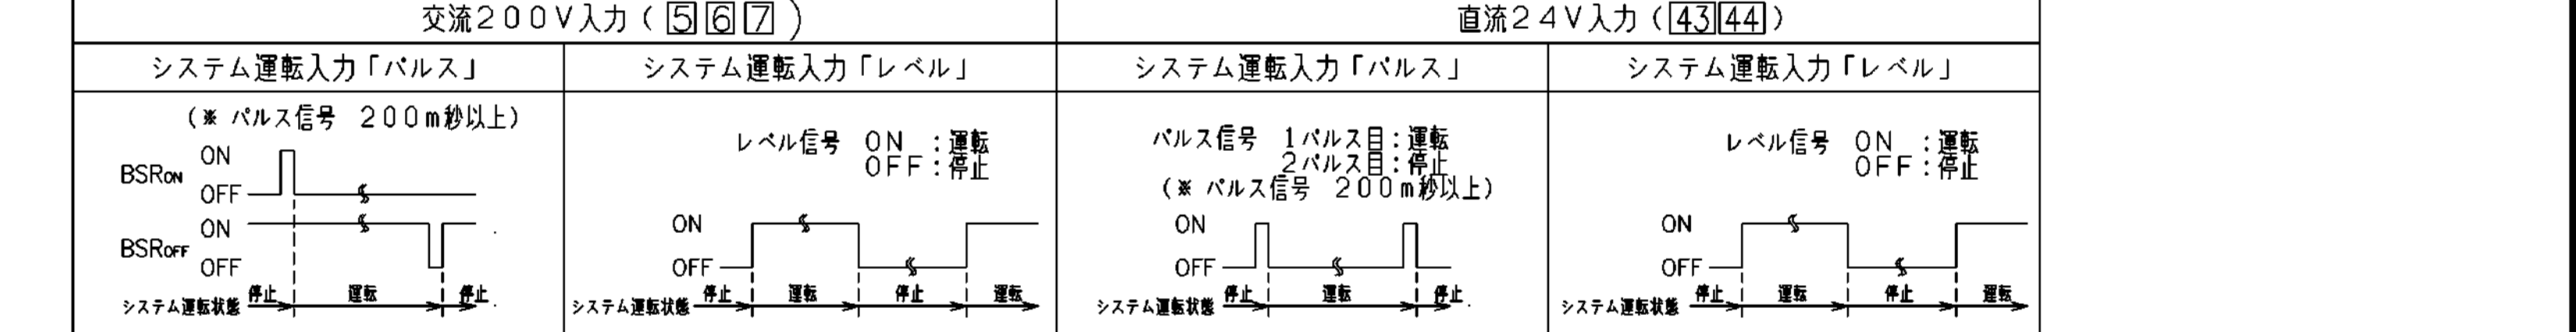 交流200V入力（5 6 7）
直流24V入力（43 44）
システム運転入力「パルス」
システム運転入力「レベル」
システム運転入力「パルス」
システム運転入力「レベル」
（※ パルス信号 200m秒以上）
BSRON
ON
OFF
BSROFF
ON
OFF
システム運転状態 停止 運転 停止
レベル信号 ON ：運転
OFF：停止
ON
OFF
システム運転状態 停止 運転 停止 運転
パルス信号 1パルス目：運転
2パルス目：停止
（※ パルス信号 200m秒以上）
ON
OFF
システム運転状態 停止 運転 停止
レベル信号 ON ：運転
OFF：停止
ON
OFF
システム運転状態 停止 運転 停止 運転